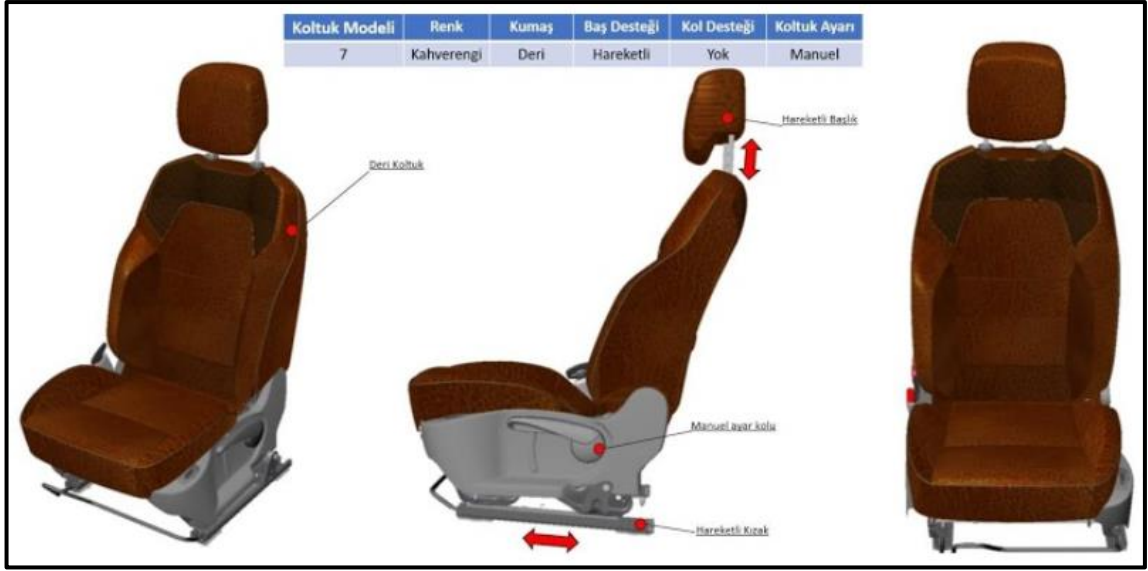 Koltuk Modeli Renk Kumaş Baş Desteği Kol Desteği Koltuk Ayarı
7 Kahverengi Deri Hareketli Yok Manuel
Hareketli Başlık
Deri Koltuk
Manuel ayar kolu
Hareketli Kızak